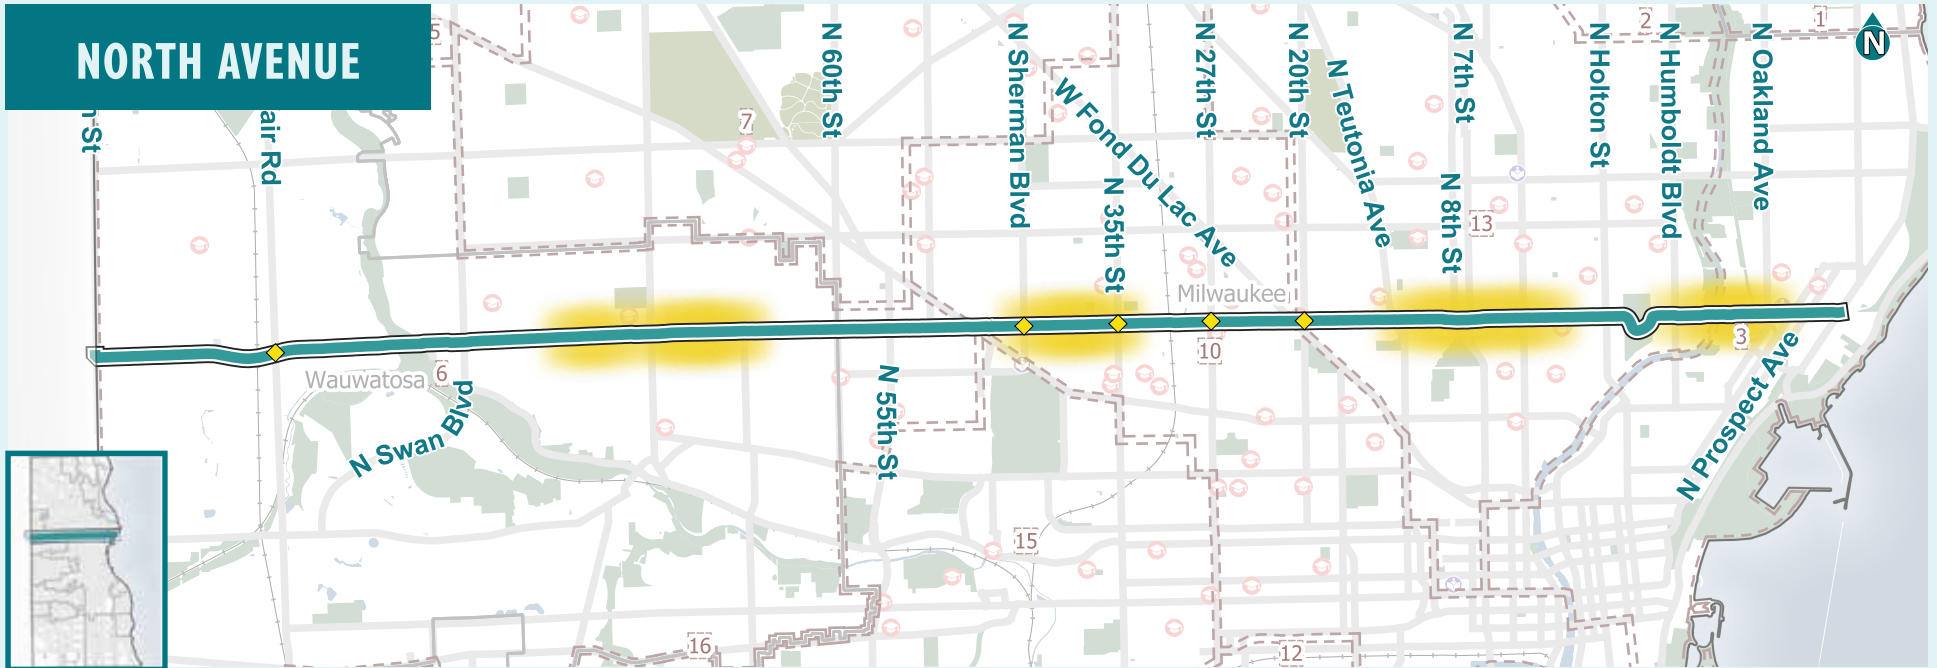 NORTH AVENUE
5
n St
air Rd
7
N 60th St
N Sherman Blvd
W Fond Du Lac Ave
N 35th St
N 27th St
N 20th St
N Teutonia Ave
N 7th St
N 8th St
13
N Holton St
2
N Humboldt Blvd
N Oakland Ave
1
N
Milwaukee
Wauwatosa
6
N Swan Blvd
N 55th St
10
3
N Prospect Ave
15
16
12